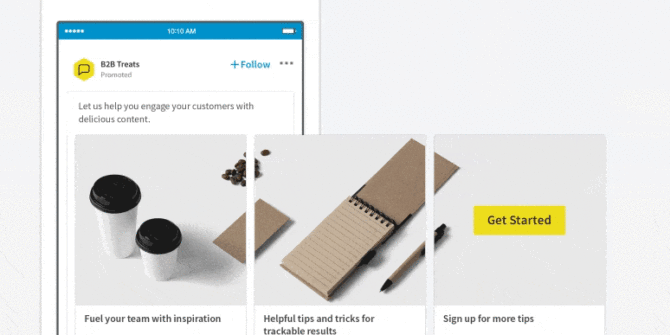 10:10 AM
B2B Treats
Promoted
+Follow
Let us help you engage your customers with
delicious content.
Get Started
Fuel your team with inspiration
Helpful tips and tricks for
trackable results
Sign up for more tips